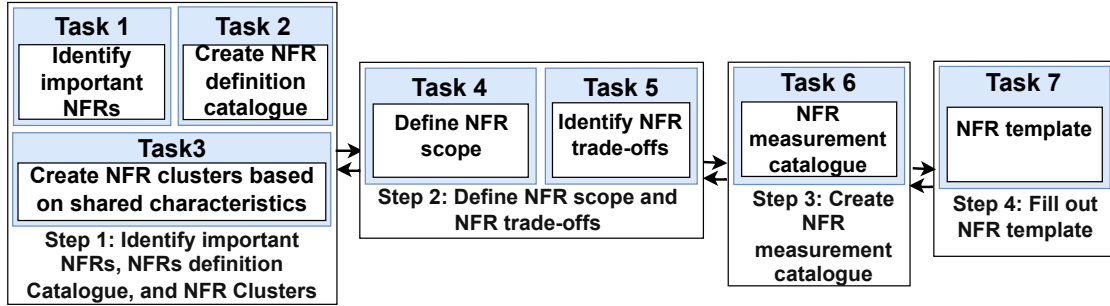 Task 1
Identify
important
NFRs
Task 2
Create NFR
definition
catalogue
Task3
Create NFR clusters based
on shared characteristics
Step 1: Identify important
NFRs, NFRs definition
Catalogue, and NFR Clusters
Task 4
Define NFR
scope
Task 5
Identify NFR
trade-offs
Step 2: Define NFR scope and
NFR trade-offs
Task 6
NFR
measurement
catalogue
Step 3: Create
NFR
measurement
catalogue
Task 7
NFR template
Step 4: Fill out
NFR template